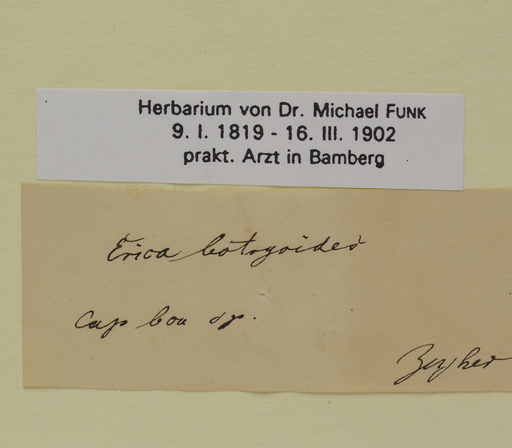 Herbarium von Dr. Michael FUNK
9. I. 1819 - 16. III. 1902
prakt. Arzt in Bamberg
Erica botryoides
Cap bon sp.
Zeyher